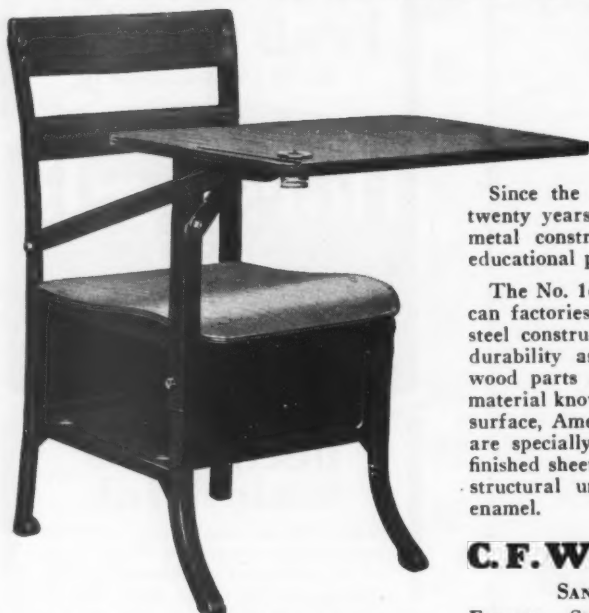 Since the
twenty years
metal constr
educational p
The No. 16
can factories
steel constru
durability as
wood parts
material know
surface, Ame
are specially
finished shee
structural u
enamel.
C. F. W
SAN